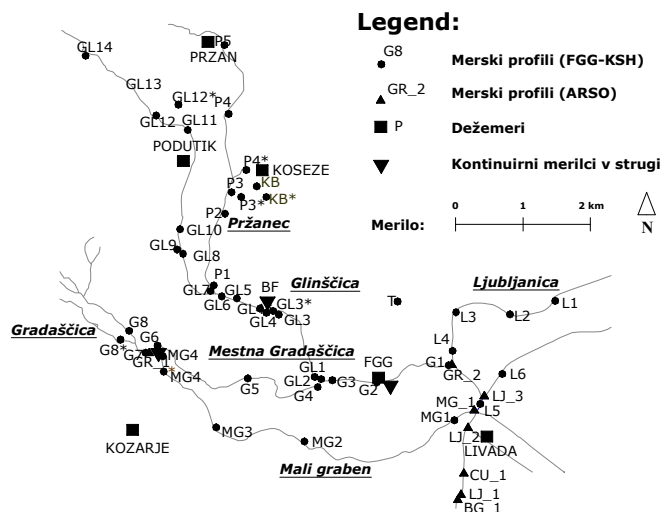 Legend:
G8
Merski profili (FGG-KSH)
GR_2
Merski profili (ARSO)
P
Dežemeri
Kontinuirni merilci v strugi
Merilo:
0 1 2 km
N
GL14
P5
PRŽAN
GL13
GL12*
P4
GL12
GL11
PODUTIK
P4*
KOSEZE
KB
P3
KB*
P3*
P2
Pržanec
GL10
GL9
GL8
P1
BF
Glinščica
Ljubljanica
GL7
GL6
GL5
GL3*
GL4
GL3
T
L1
L2
L3
Gradaščica
G8
G8*
G6
G7
MG4
GR_1
MG4
*
Mestna Gradaščica
FGG
L4
G1
GR_2
L6
GL1
GL2
G3
G2
G4
G5
LJ_3
MG_1
L5
MG1
LJ_2
LIVADA
KOZARJE
MG3
MG2
Mali graben
CU_1
LJ_1
BG_1